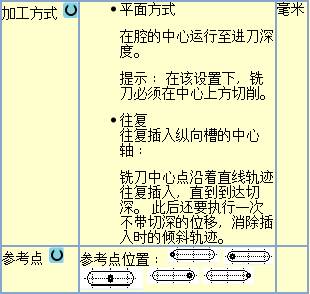 加工方式
• 平面方式
毫米
在腔的中心运行至进刀深
度。
提示：在该设置下，铣
刀必须在中心上方切削。
• 往复
往复插入纵向槽的中心
轴：
铣刀中心点沿着直线轨迹
往复插入，直到到达切
深。 此后还要执行一次
不带切深的位移，消除插
入时的倾斜轨迹。
参考点
参考点位置：